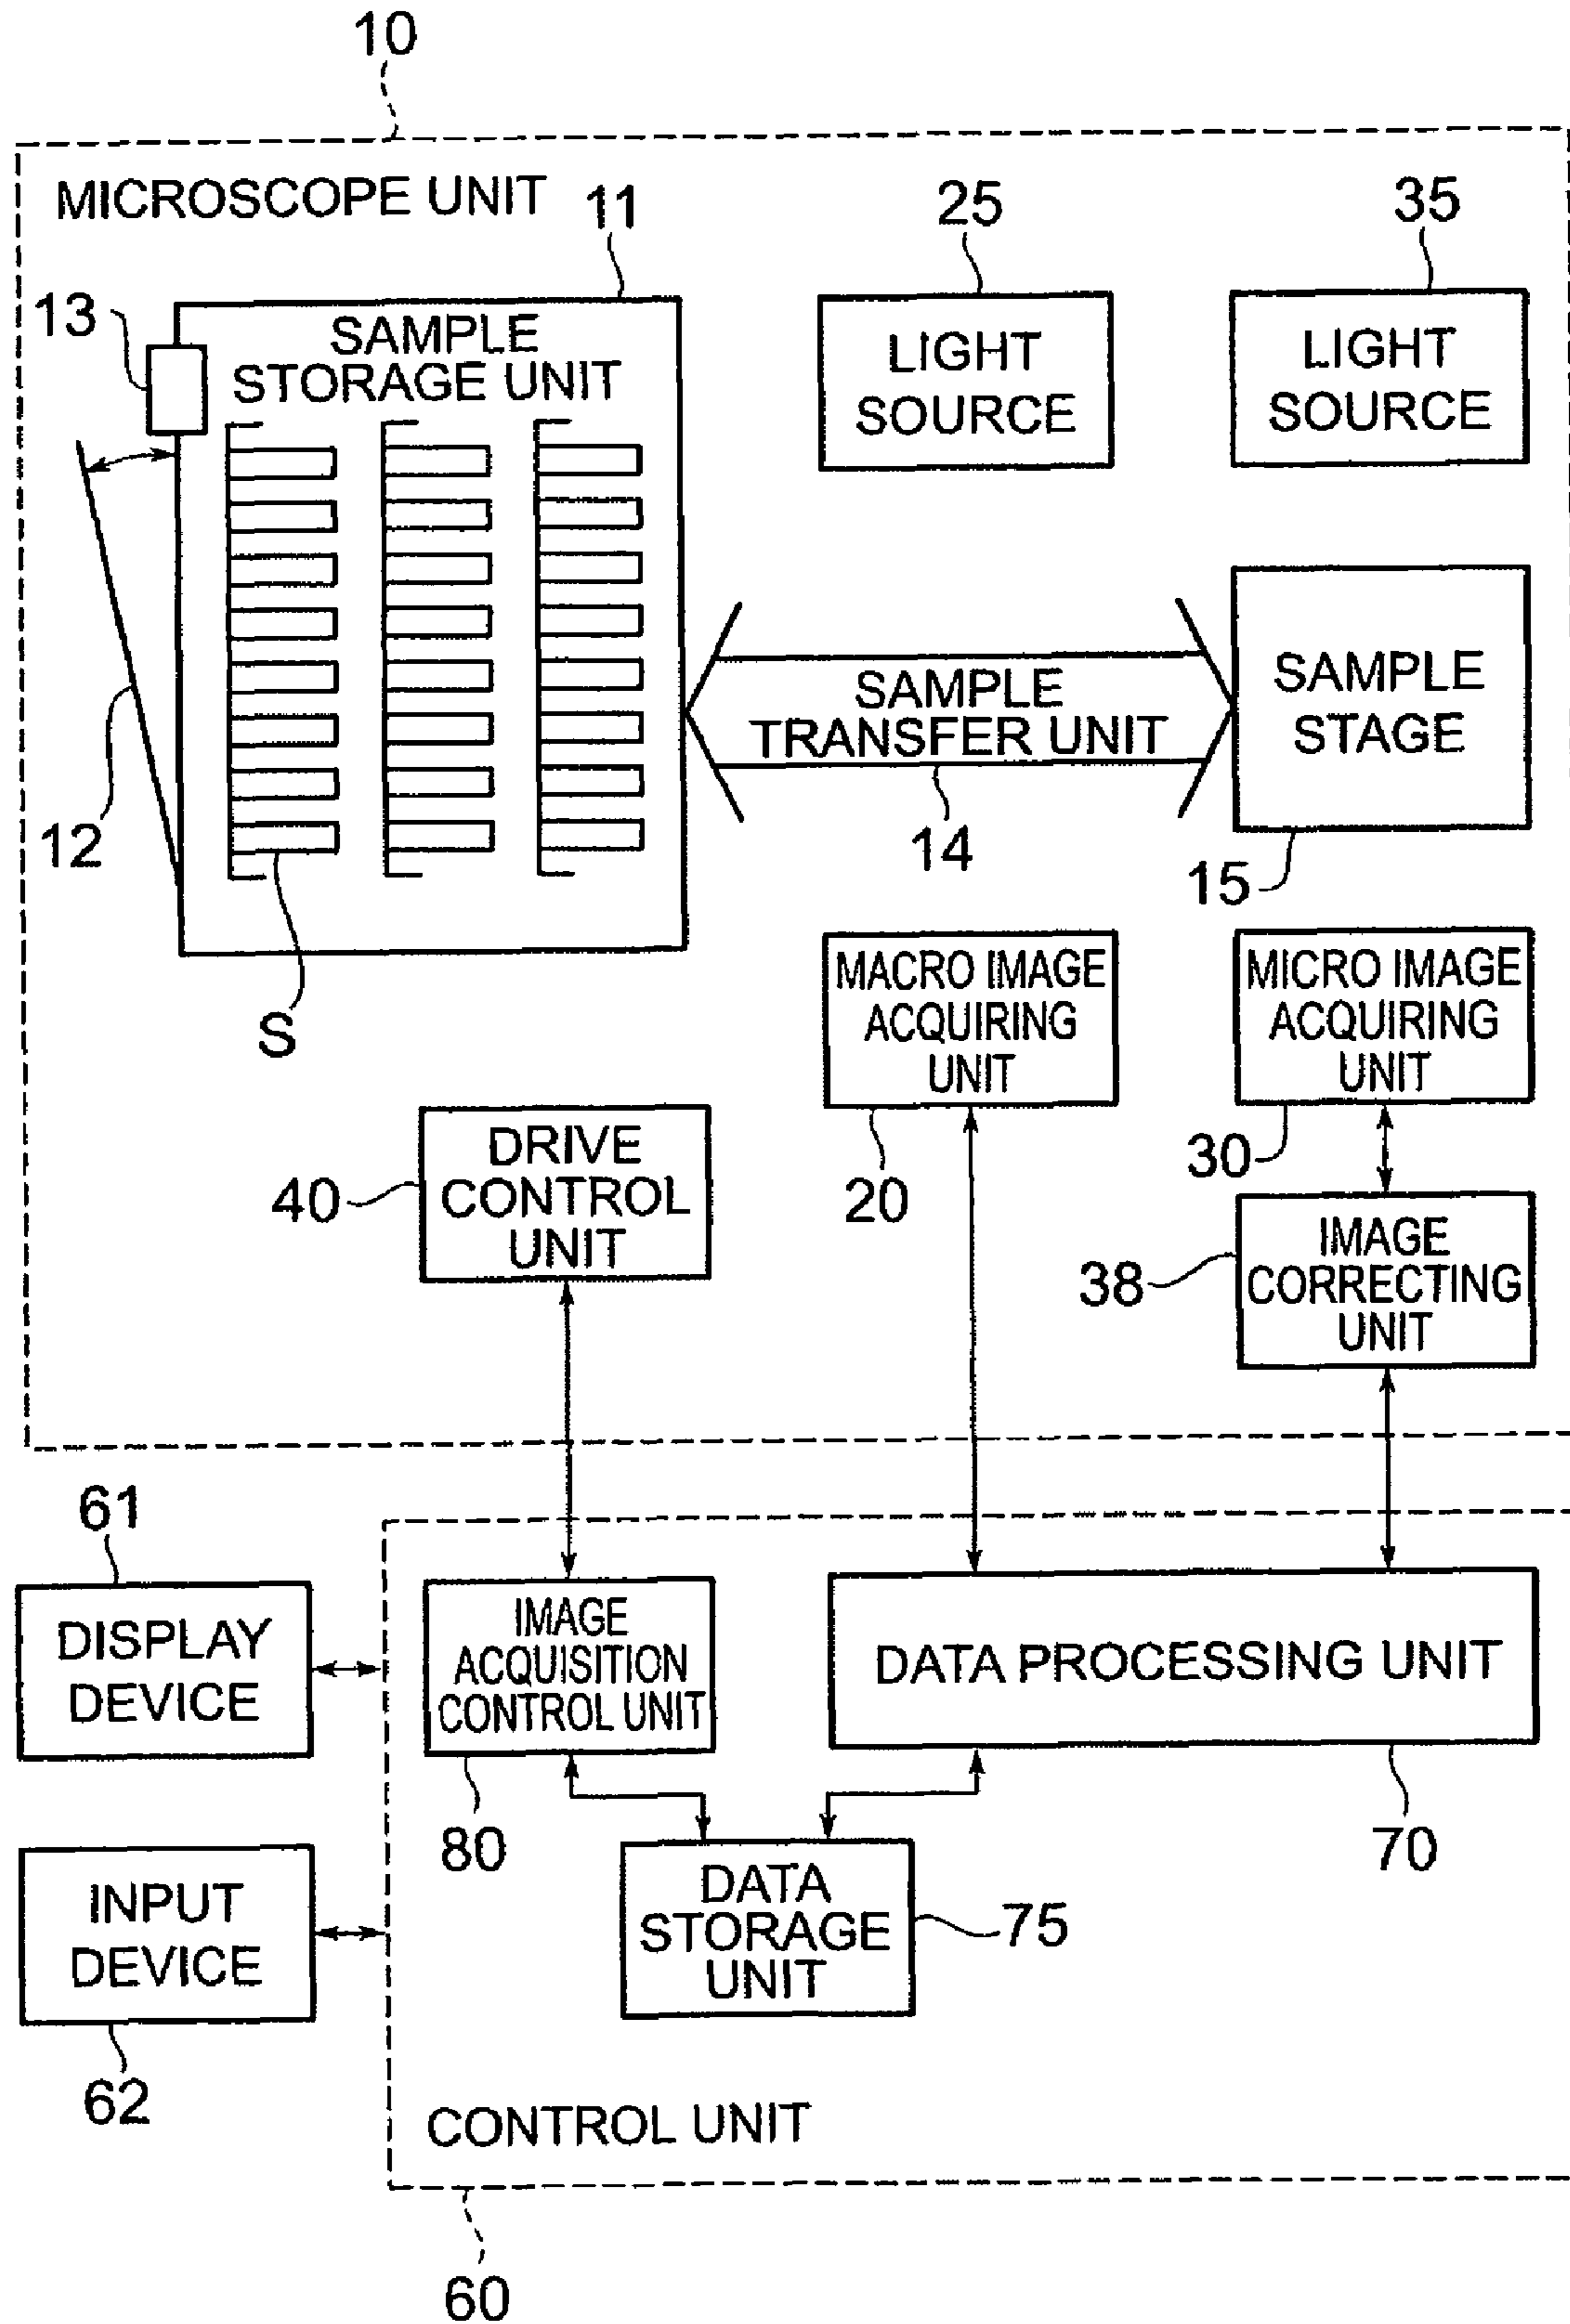 10
MICROSCOPE UNIT
11
25
35
13
SAMPLE
STORAGE UNIT
LIGHT
SOURCE
LIGHT
SOURCE
SAMPLE
TRANSFER UNIT
SAMPLE
STAGE
12
14
15
S
MACRO IMAGE
ACQUIRING
UNIT
MICRO IMAGE
ACQUIRING
UNIT
DRIVE
CONTROL
UNIT
40
20
30
IMAGE
CORRECTING
UNIT
38
61
DISPLAY
DEVICE
IMAGE
ACQUISITION
CONTROL UNIT
DATA PROCESSING UNIT
80
70
INPUT
DEVICE
DATA
STORAGE
UNIT
75
62
CONTROL UNIT
60